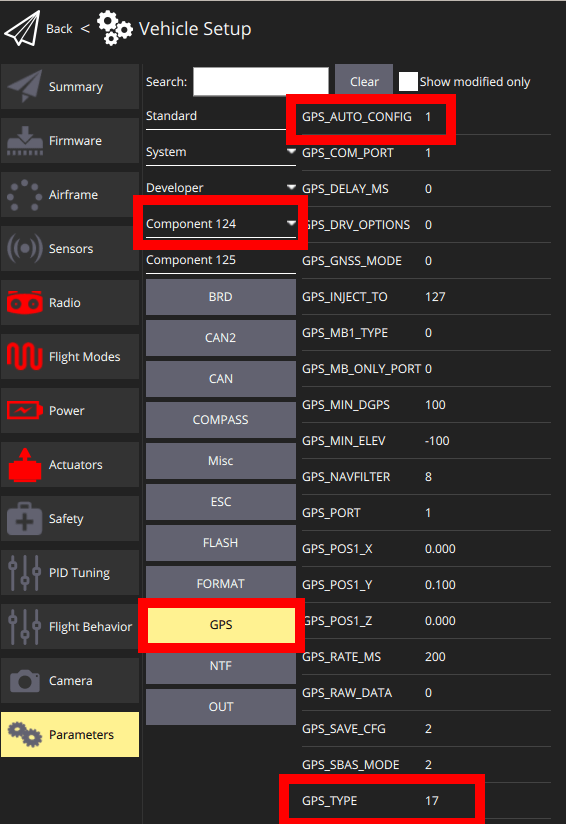 Back < Vehicle Setup
Summary
Firmware
Airframe
Sensors
Radio
Flight Modes
Power
Actuators
Safety
PID Tuning
Flight Behavior
Camera
Parameters
Search: Clear Show modified only
Standard
System
Developer
Component 124
Component 125
BRD
CAN2
CAN
COMPASS
Misc
ESC
FLASH
FORMAT
GPS
NTF
OUT
GPS_AUTO_CONFIG 1
GPS_COM_PORT 1
GPS_DELAY_MS 0
GPS_DRV_OPTIONS 0
GPS_GNSS_MODE 0
GPS_INJECT_TO 127
GPS_MB1_TYPE 0
GPS_MB_ONLY_PORT 0
GPS_MIN_DGPS 100
GPS_MIN_ELEV -100
GPS_NAVFILTER 8
GPS_PORT 1
GPS_POS1_X 0.000
GPS_POS1_Y 0.100
GPS_POS1_Z 0.000
GPS_RATE_MS 200
GPS_RAW_DATA 0
GPS_SAVE_CFG 2
GPS_SBAS_MODE 2
GPS_TYPE 17